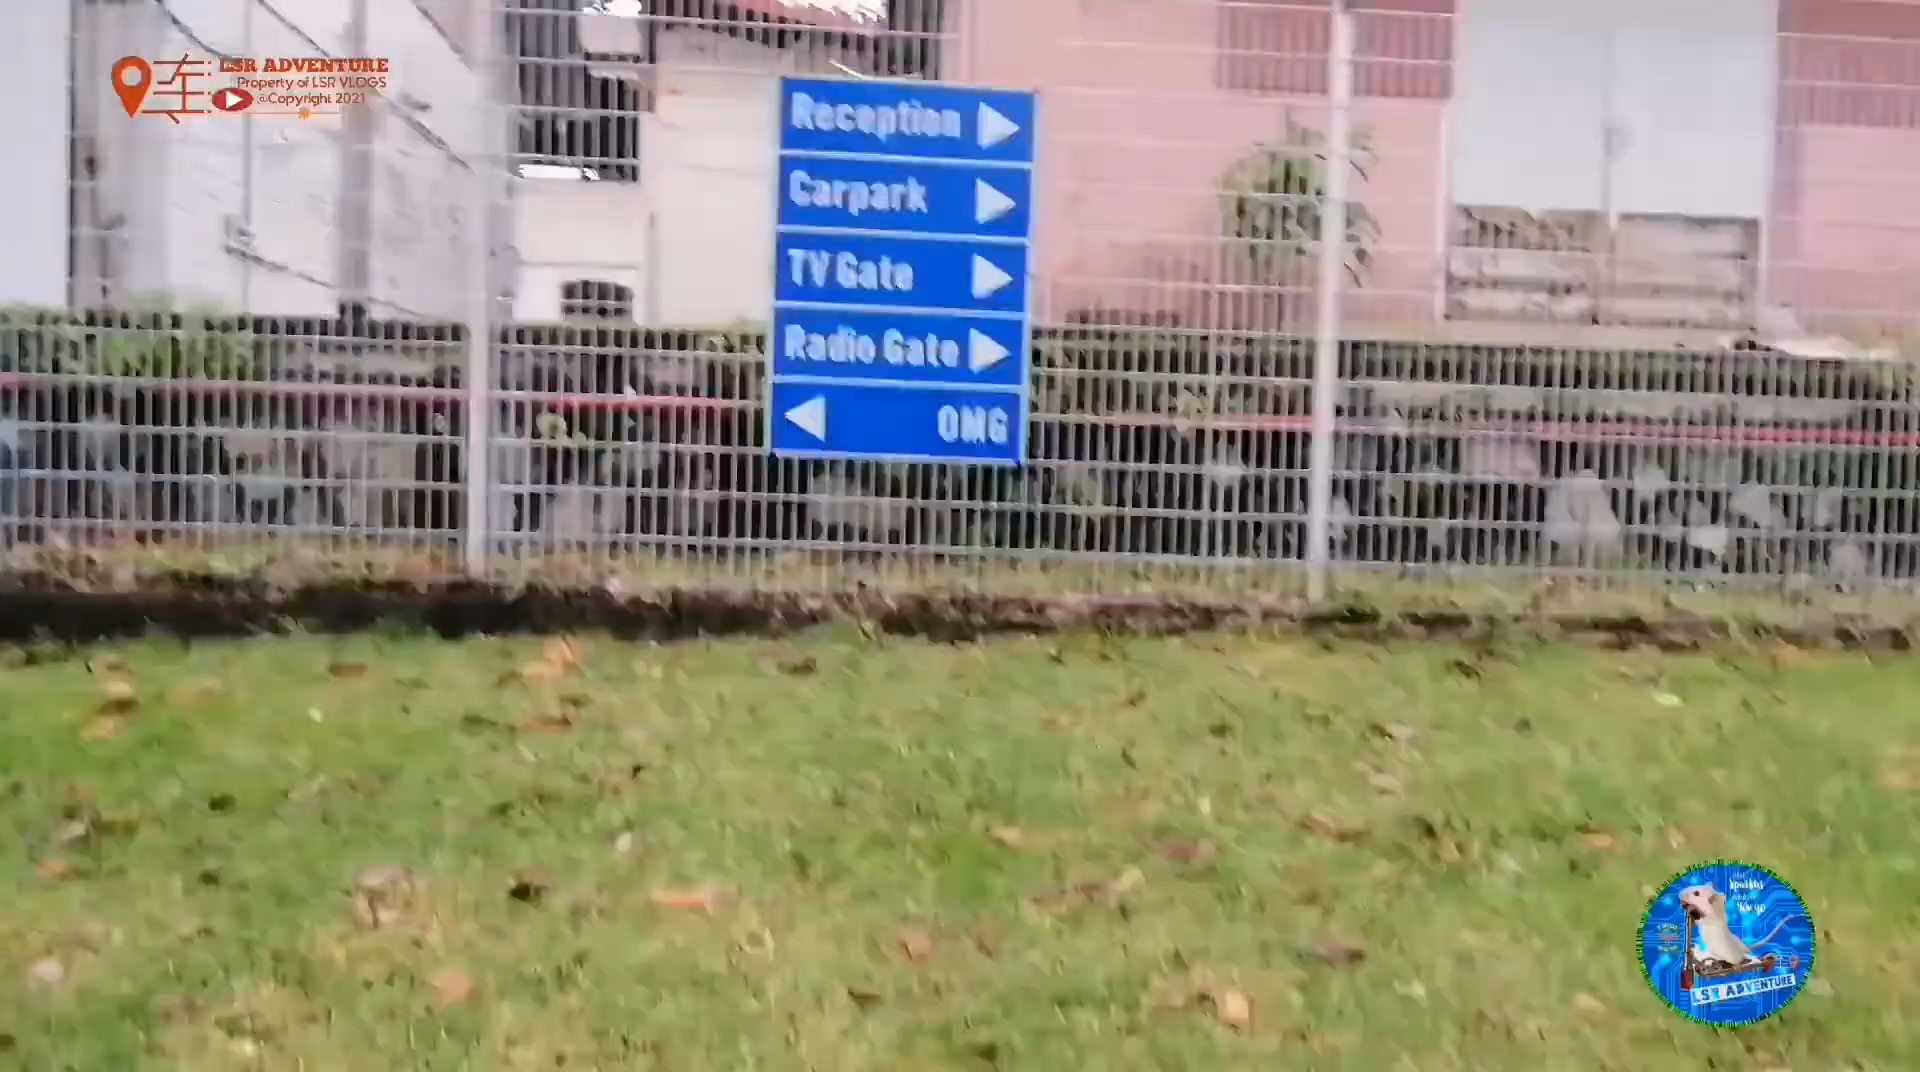 LSR ADVENTURE
Property of LSR VLOGS
@Copyright 2021
Reception
Carpark
TV Gate
Radio Gate
OMG
LSR ADVENTURE